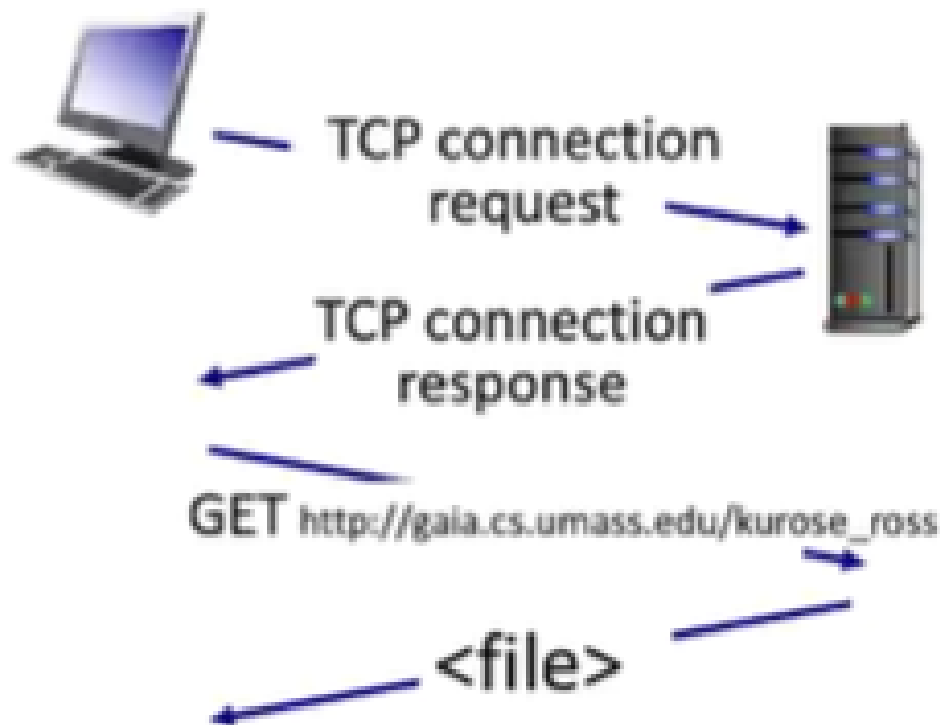 TCP connection
request
TCP connection
response
GET http://gaia.cs.umass.edu/kurose_ross
<file>